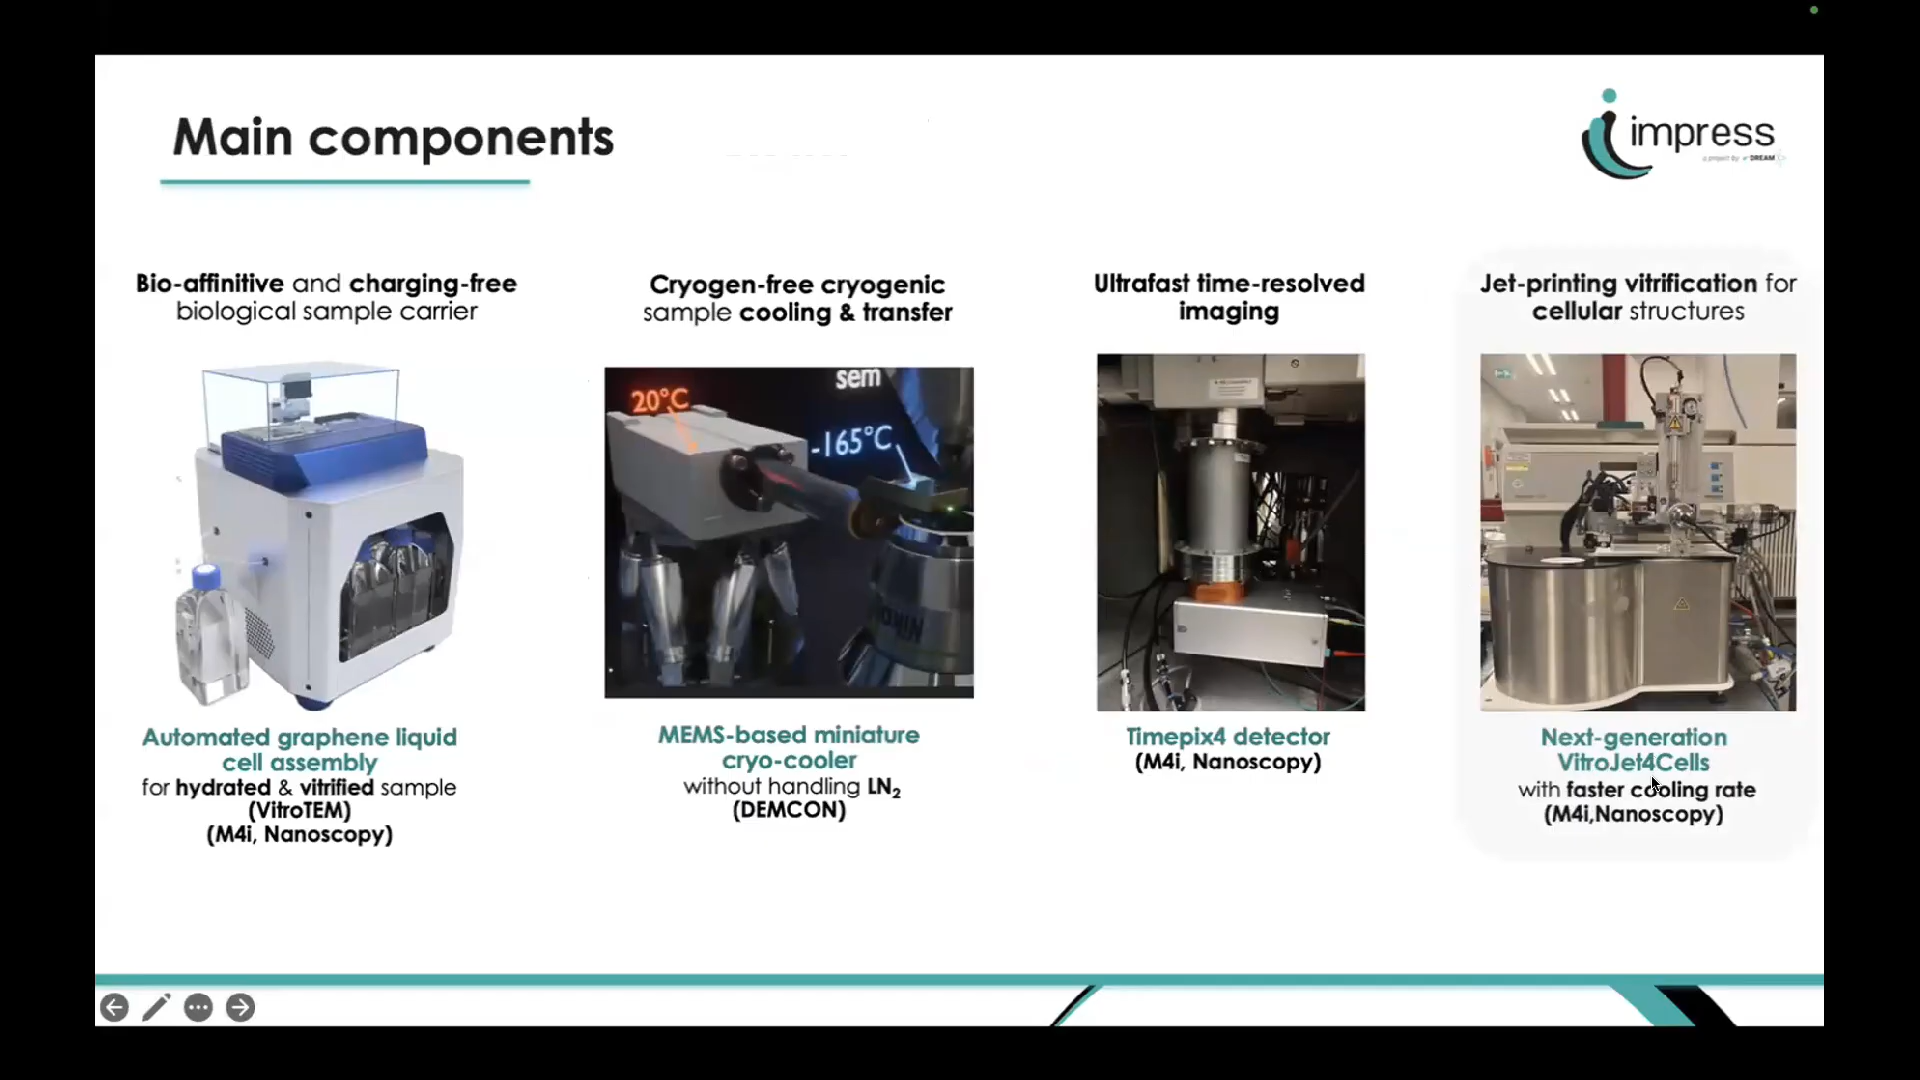 Main components
impress
a project by e-DREAM
Bio-affinitive and charging-free
biological sample carrier
Cryogen-free cryogenic
sample cooling & transfer
Ultrafast time-resolved
imaging
Jet-printing vitrification for
cellular structures
20°C
sem
-165°C
Automated graphene liquid
cell assembly
for hydrated & vitrified sample
(VitroTEM)
(M4i, Nanoscopy)
MEMS-based miniature
cryo-cooler
without handling LN₂
(DEMCON)
Timepix4 detector
(M4i, Nanoscopy)
Next-generation
VitroJet4Cells
with faster cooling rate
(M4i,Nanoscopy)